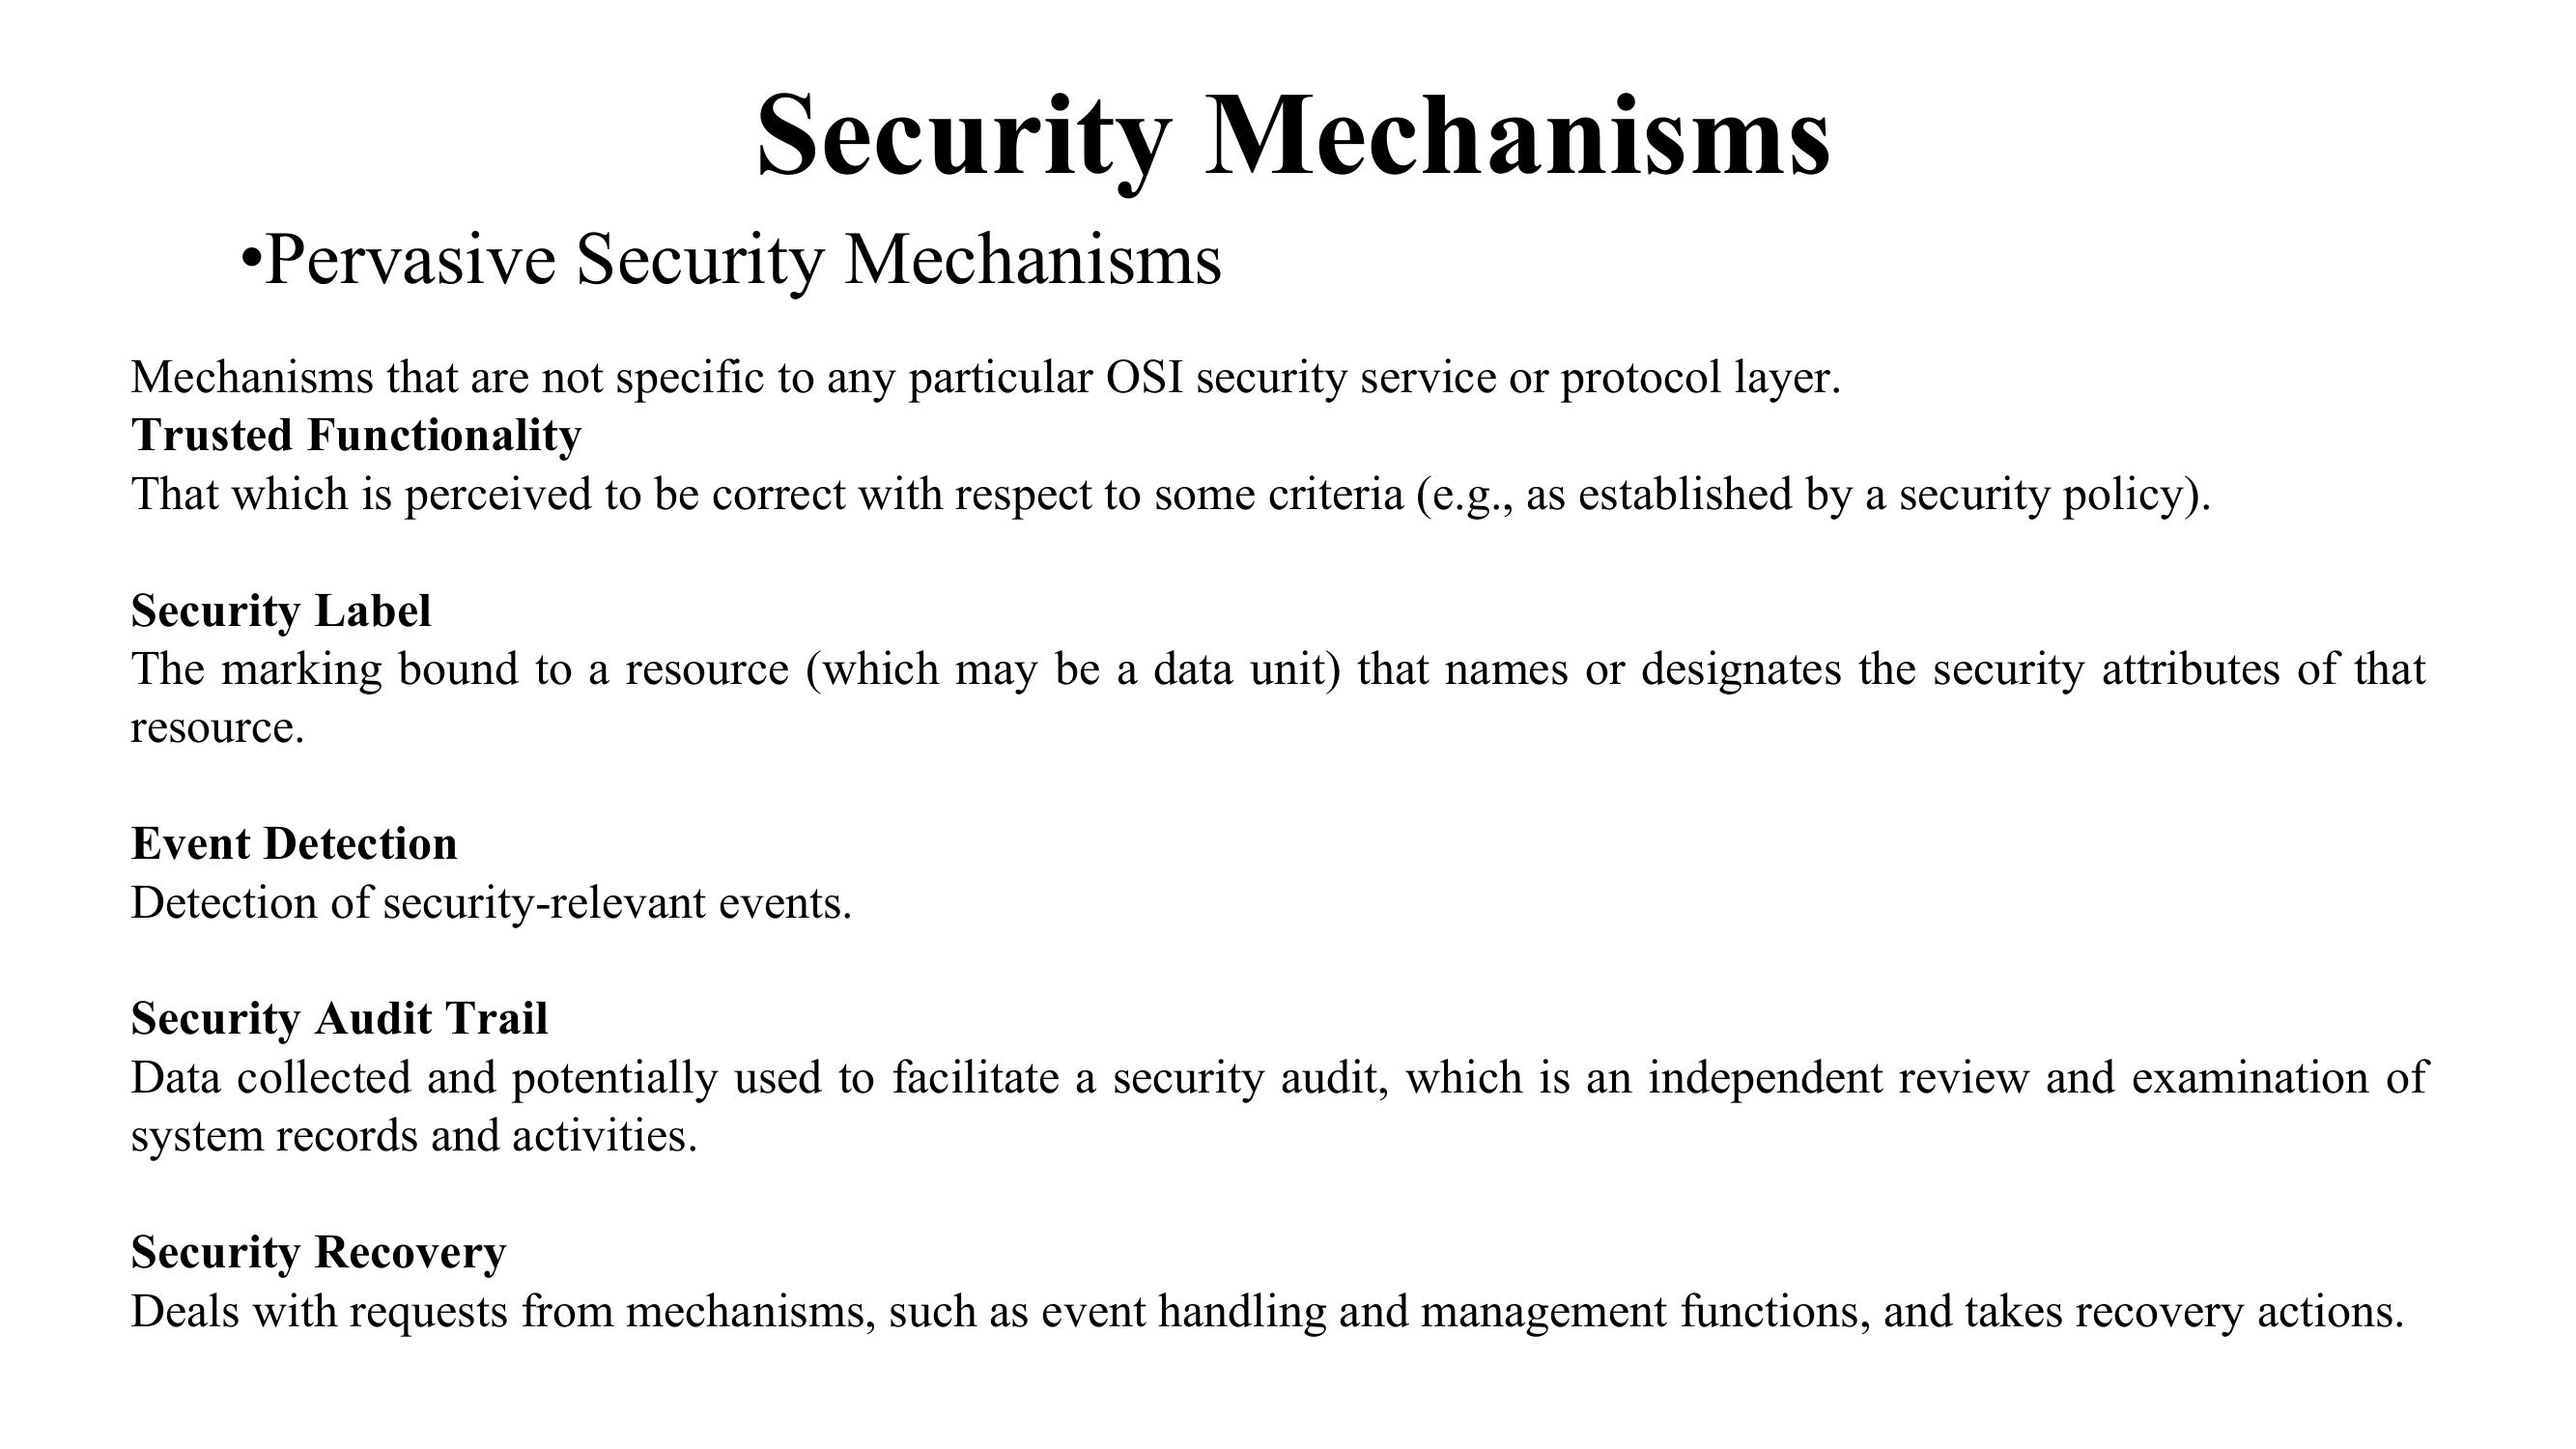 Security Mechanisms
•Pervasive Security Mechanisms
Mechanisms that are not specific to any particular OSI security service or protocol layer.
Trusted Functionality
That which is perceived to be correct with respect to some criteria (e.g., as established by a security policy).
Security Label
The marking bound to a resource (which may be a data unit) that names or designates the security attributes of that
resource.
Event Detection
Detection of security-relevant events.
Security Audit Trail
Data collected and potentially used to facilitate a security audit, which is an independent review and examination of
system records and activities.
Security Recovery
Deals with requests from mechanisms, such as event handling and management functions, and takes recovery actions.